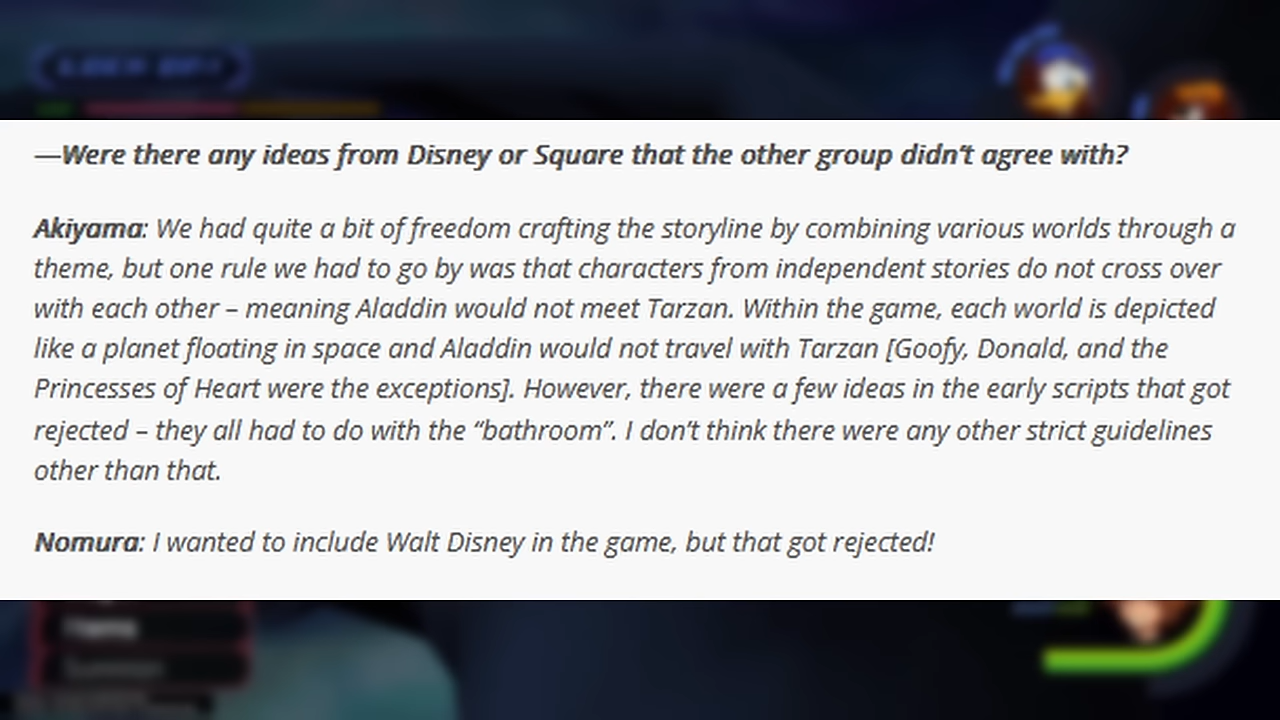 —Were there any ideas from Disney or Square that the other group didn't agree with?
Akiyama: We had quite a bit of freedom crafting the storyline by combining various worlds through a
theme, but one rule we had to go by was that characters from independent stories do not cross over
with each other – meaning Aladdin would not meet Tarzan. Within the game, each world is depicted
like a planet floating in space and Aladdin would not travel with Tarzan [Goofy, Donald, and the
Princesses of Heart were the exceptions]. However, there were a few ideas in the early scripts that got
rejected – they all had to do with the “bathroom”. I don't think there were any other strict guidelines
other than that.
Nomura: I wanted to include Walt Disney in the game, but that got rejected!
Items
Summon